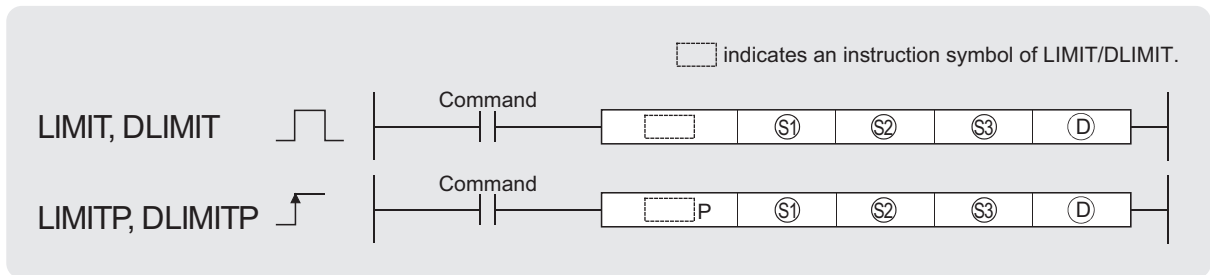 indicates an instruction symbol of LIMIT/DLIMIT.
Command
LIMIT, DLIMIT S1 S2 S3 D
Command
LIMITP, DLIMITP P S1 S2 S3 D